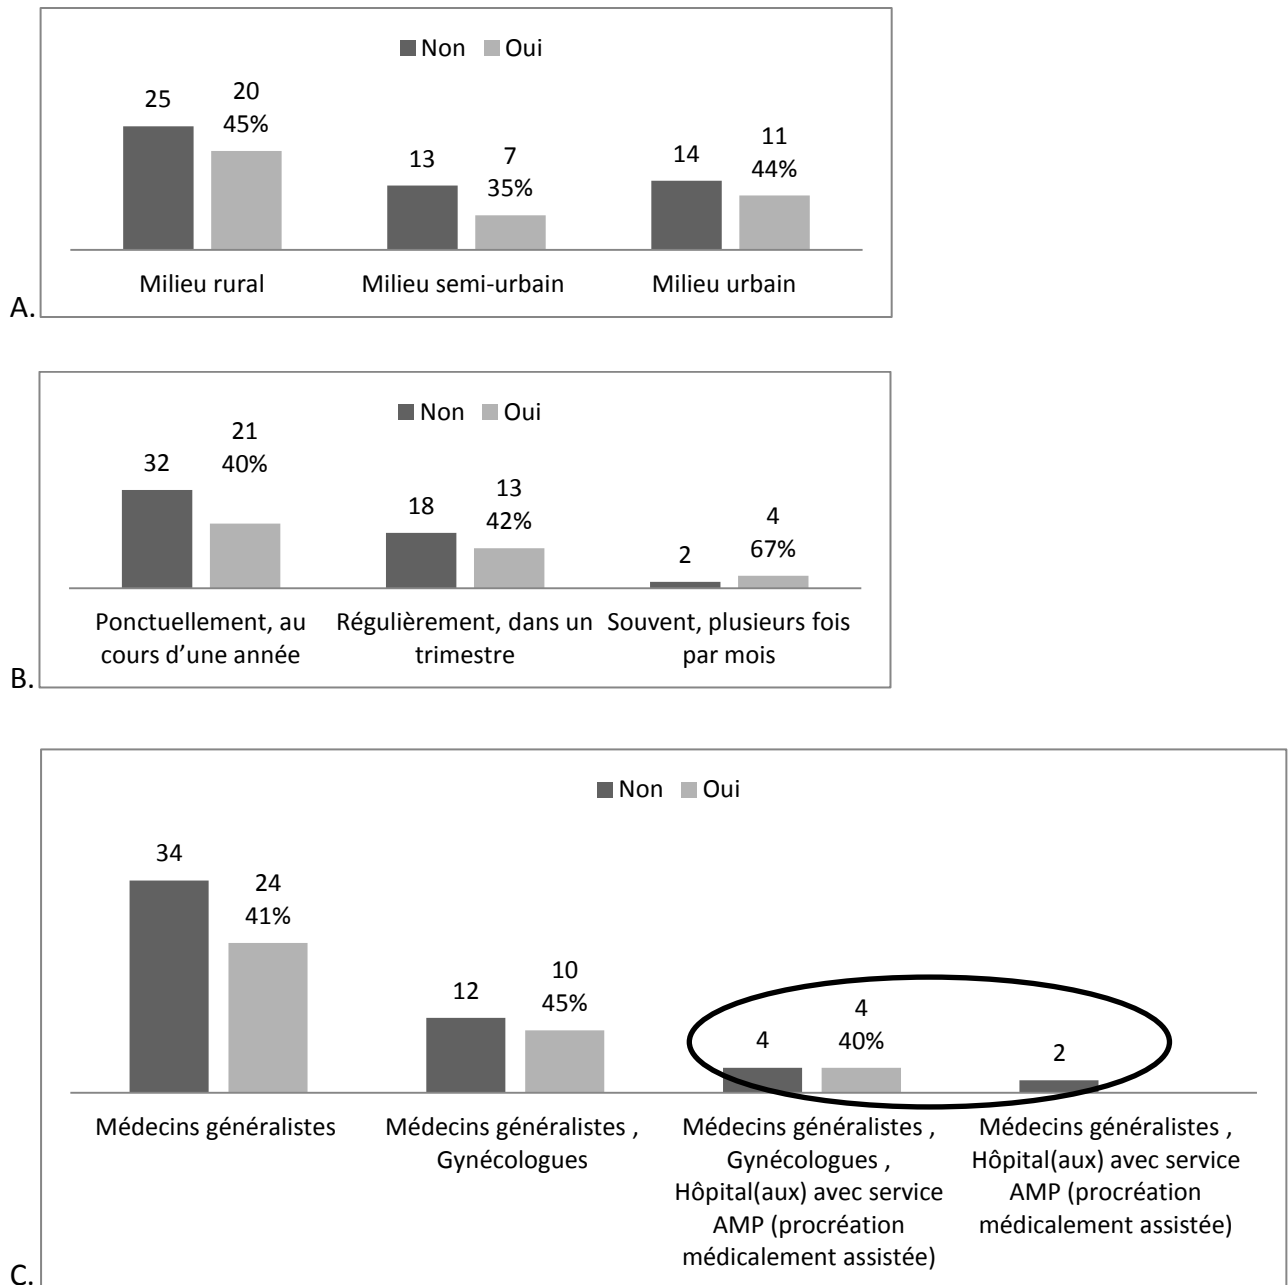 Non Oui
25
20
45%
13
7
35%
14
11
44%
Milieu rural
Milieu semi-urbain
Milieu urbain
A.
Non Oui
32
21
40%
18
13
42%
2
4
67%
Ponctuellement, au
cours d’une année
Régulièrement, dans un
trimestre
Souvent, plusieurs fois
par mois
B.
Non Oui
34
24
41%
12
10
45%
4
4
40%
2
Médecins généralistes
Médecins généralistes ,
Gynécologues
Médecins généralistes ,
Gynécologues ,
Hôpital(aux) avec service
AMP (procréation
médicalement assistée)
Médecins généralistes ,
Hôpital(aux) avec service
AMP (procréation
médicalement assistée)
C.